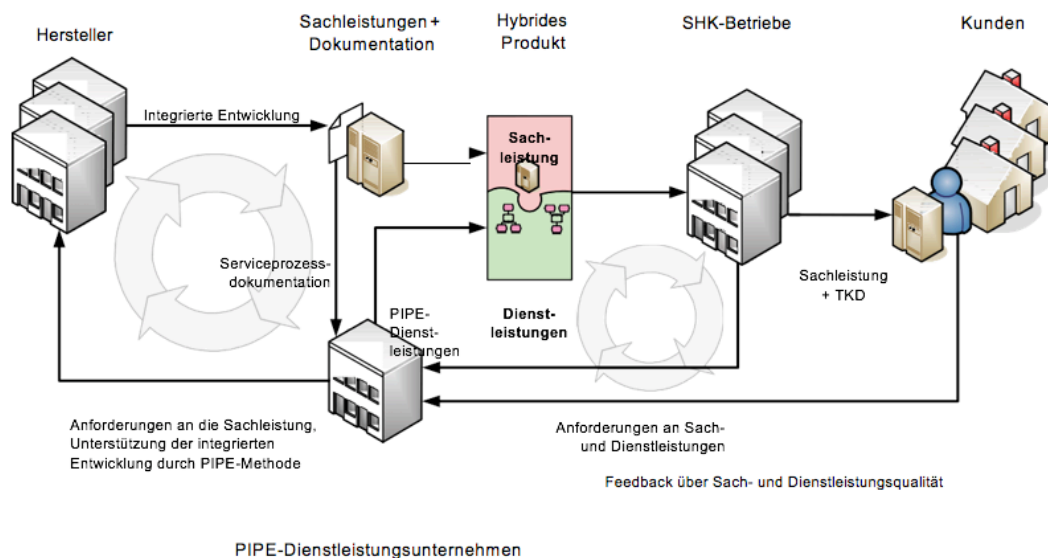 Hersteller
Sachleistungen +
Dokumentation
Hybrides
Produkt
SHK-Betriebe
Kunden
Integrierte Entwicklung
Sach-
leistung
Serviceprozess-
dokumentation
PIPE-
Dienst-
leistungen
Dienst-
leistungen
Sachleistung
+ TKD
Anforderungen an die Sachleistung,
Unterstützung der integrierten
Entwicklung durch PIPE-Methode
Anforderungen an Sach-
und Dienstleistungen
Feedback über Sach- und Dienstleistungsqualität
PIPE-Dienstleistungsunternehmen